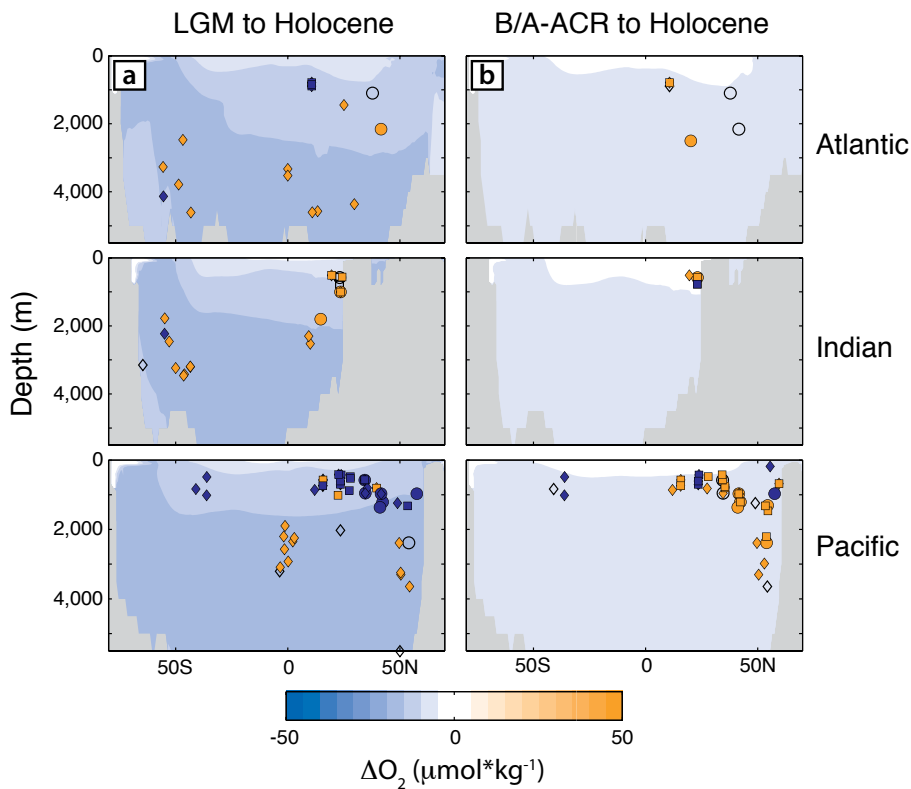 LGM to Holocene
B/A-ACR to Holocene
a
b
0
2,000
4,000
Atlantic
0
2,000
4,000
Indian
0
2,000
4,000
Pacific
Depth (m)
50S
0
50N
50S
0
50N
-50
0
50
ΔO₂ (μmol*kg⁻¹)